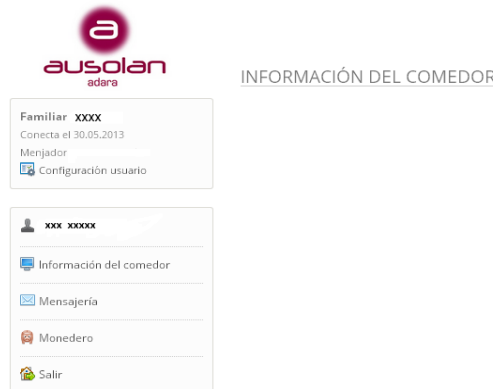 ausolan
adara
INFORMACIÓN DEL COMEDOR
Familiar xxxx
Conecta el 30.05.2013
Menjador
Configuración usuario
xxx xxxxx
Información del comedor
Mensajería
Monedero
Salir